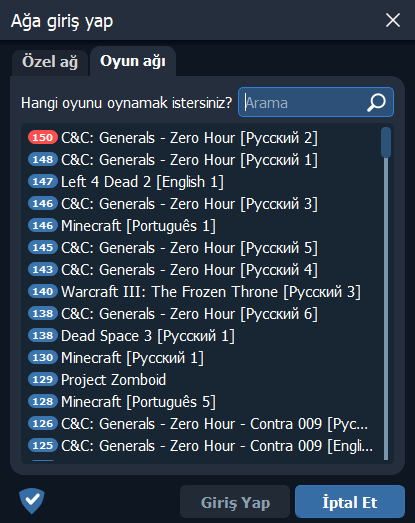 Ağa giriş yap
Özel ağ
Oyun ağı
Hangi oyunu oynamak istersiniz?
Arama
150 C&C: Generals - Zero Hour [Русский 2]
148 C&C: Generals - Zero Hour [Русский 1]
147 Left 4 Dead 2 [English 1]
146 C&C: Generals - Zero Hour [Русский 3]
146 Minecraft [Português 1]
145 C&C: Generals - Zero Hour [Русский 5]
143 C&C: Generals - Zero Hour [Русский 4]
140 Warcraft III: The Frozen Throne [Русский 3]
138 C&C: Generals - Zero Hour [Русский 6]
138 Dead Space 3 [Русский 1]
130 Minecraft [Русский 1]
129 Project Zomboid
128 Minecraft [Português 5]
126 C&C: Generals - Zero Hour - Contra 009 [Рус...
125 C&C: Generals - Zero Hour - Contra 009 [Engli...
Giriş Yap
İptal Et